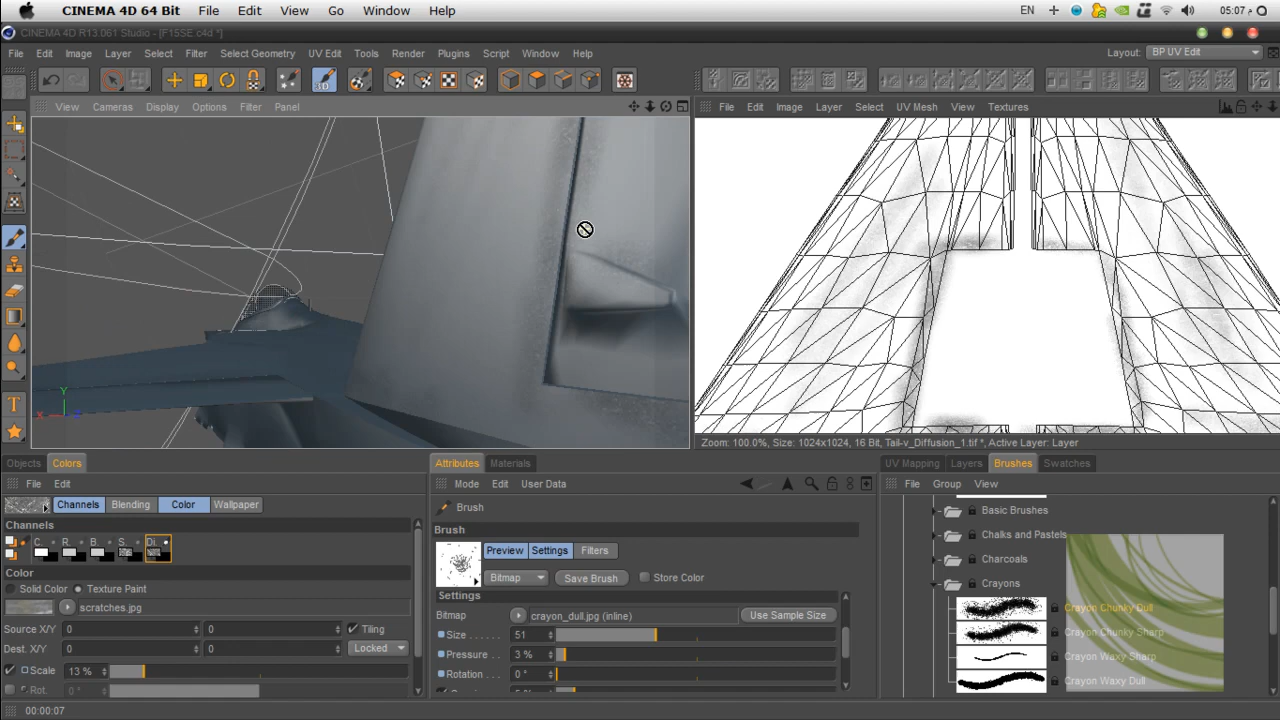 CINEMA 4D 64 Bit File Edit View Go Window Help EN م 05:07
CINEMA 4D R13.061 Studio - [F15SE.c4d *]
File Edit Image Layer Select Filter Select Geometry UV Edit Tools Render Plugins Script Window Help Layout: BP UV Edit
View Cameras Display Options Filter Panel
File Edit Image Layer Select UV Mesh View Textures
3D
T
Y
X Z
Zoom: 100.0%, Size: 1024x1024, 16 Bit, Tail-v_Diffusion_1.tif *, Active Layer: Layer
Objects Colors
File Edit
Channels Blending Color Wallpaper
Channels
C. R. B. S. Di.
Color
Solid Color Texture Paint
scratches.jpg
Source X/Y 0 0 Tiling
Dest. X/Y 0 0 Locked
Scale 13 %
Rot. 0 °
Attributes Materials
Mode Edit User Data
Brush
Brush
Preview Settings Filters
Bitmap Save Brush Store Color
Settings
Bitmap crayon_dull.jpg (inline) Use Sample Size
Size 51
Pressure 3 %
Rotation 0 °
UV Mapping Layers Brushes Swatches
File Group View
Basic Brushes
Chalks and Pastels
Charcoals
Crayons
Crayon Chunky Dull
Crayon Chunky Sharp
Crayon Waxy Sharp
Crayon Waxy Dull
00:00:07